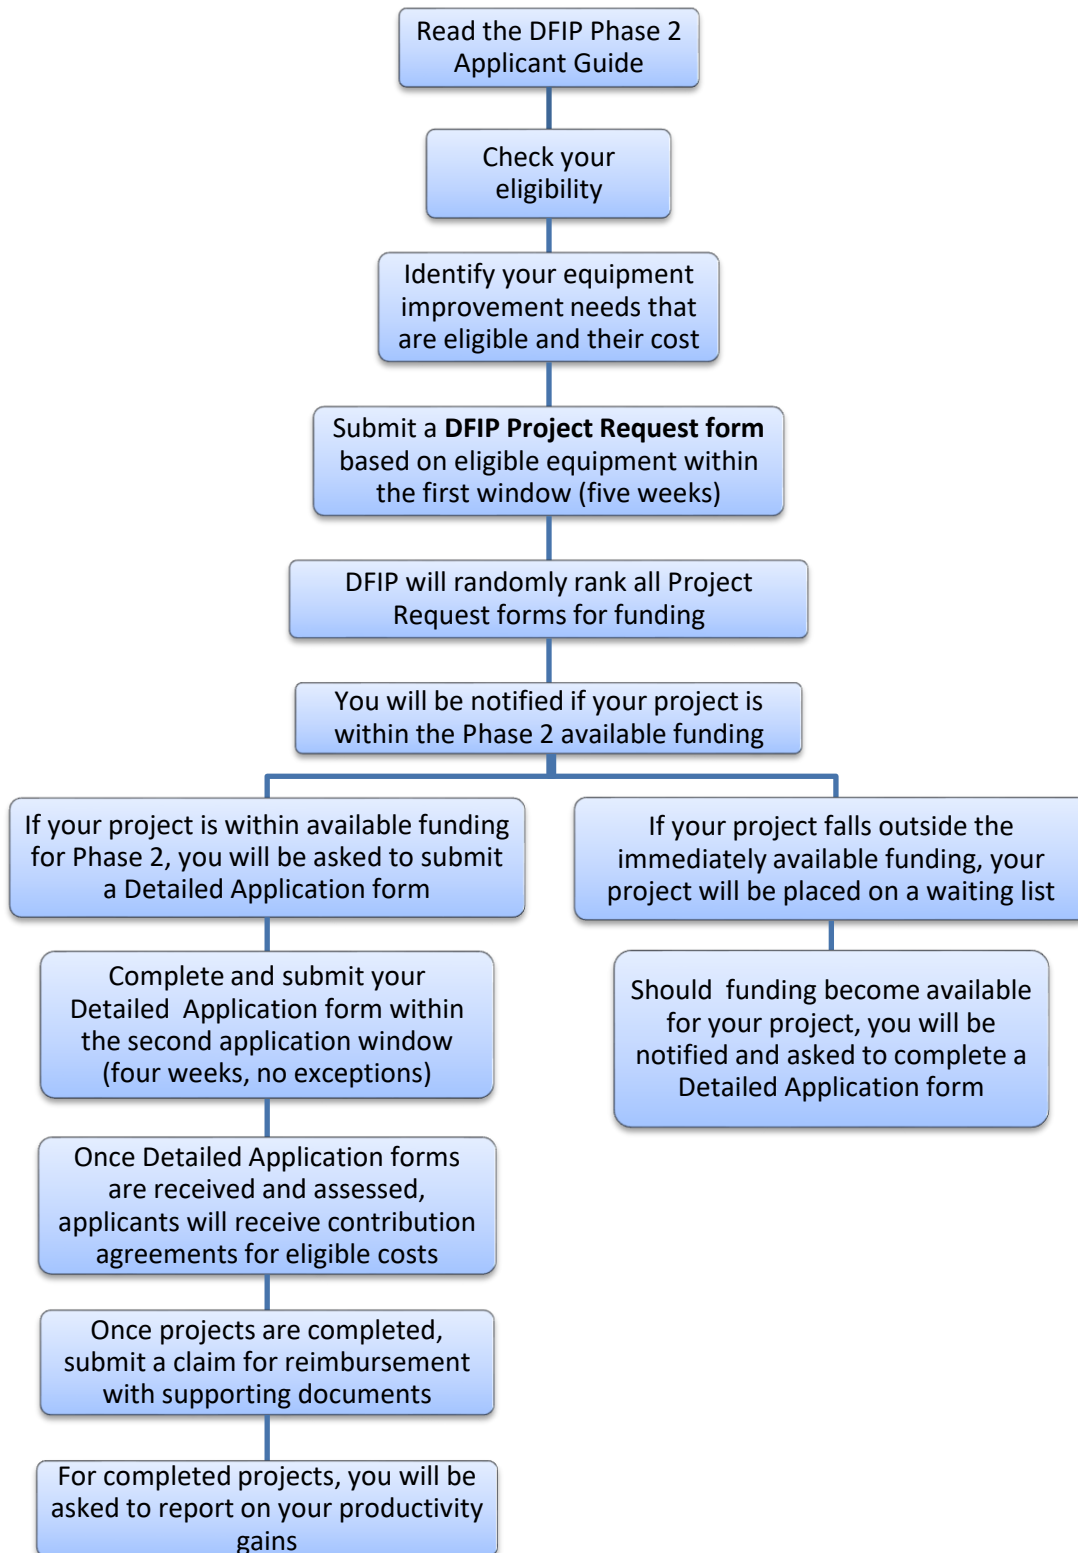 Read the DFIP Phase 2
Applicant Guide
Check your
eligibility
Identify your equipment
improvement needs that
are eligible and their cost
Submit a DFIP Project Request form
based on eligible equipment within
the first window (five weeks)
DFIP will randomly rank all Project
Request forms for funding
You will be notified if your project is
within the Phase 2 available funding
If your project is within available funding
for Phase 2, you will be asked to submit
a Detailed Application form
Complete and submit your
Detailed Application form within
the second application window
(four weeks, no exceptions)
Once Detailed Application forms
are received and assessed,
applicants will receive contribution
agreements for eligible costs
Once projects are completed,
submit a claim for reimbursement
with supporting documents
For completed projects, you will be
asked to report on your productivity
gains
If your project falls outside the
immediately available funding, your
project will be placed on a waiting list
Should funding become available
for your project, you will be
notified and asked to complete a
Detailed Application form